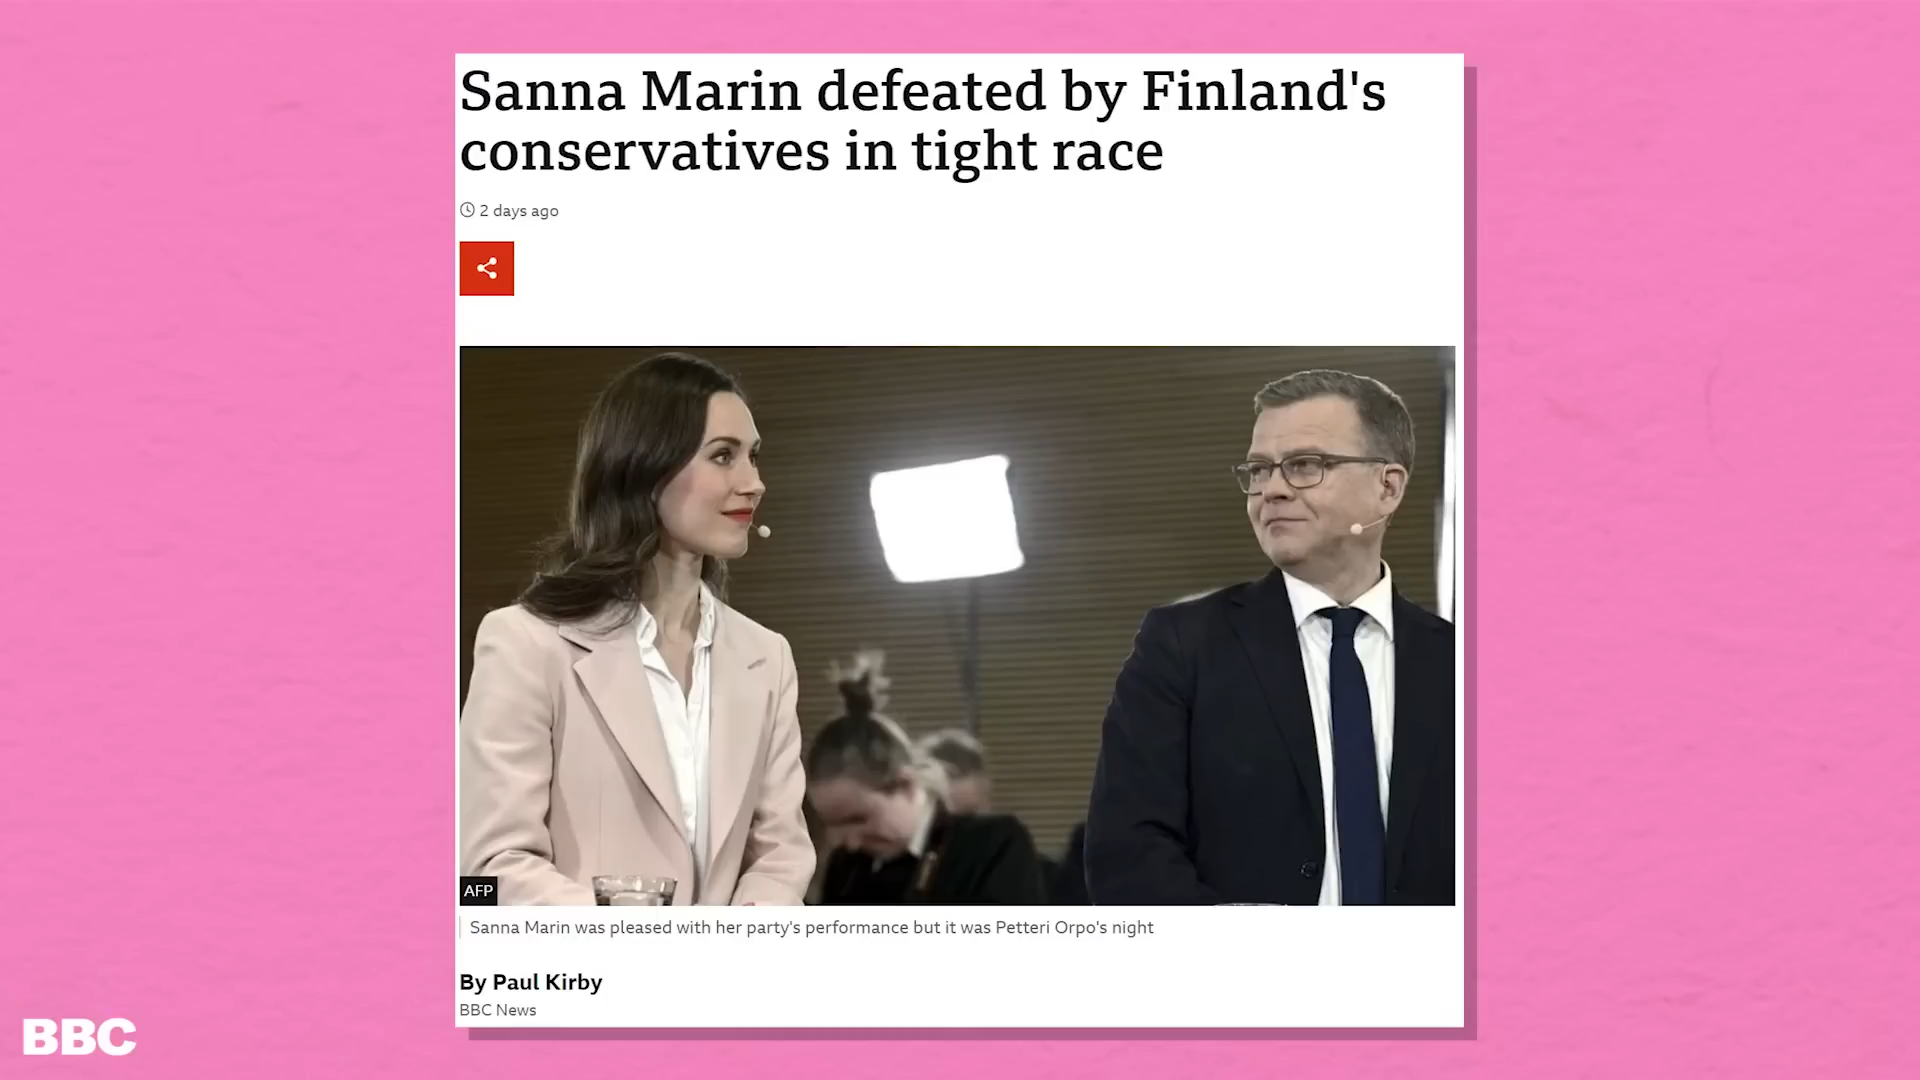 Sanna Marin defeated by Finland's
conservatives in tight race
2 days ago
AFP
Sanna Marin was pleased with her party's performance but it was Petteri Orpo's night
By Paul Kirby
BBC News
BBC